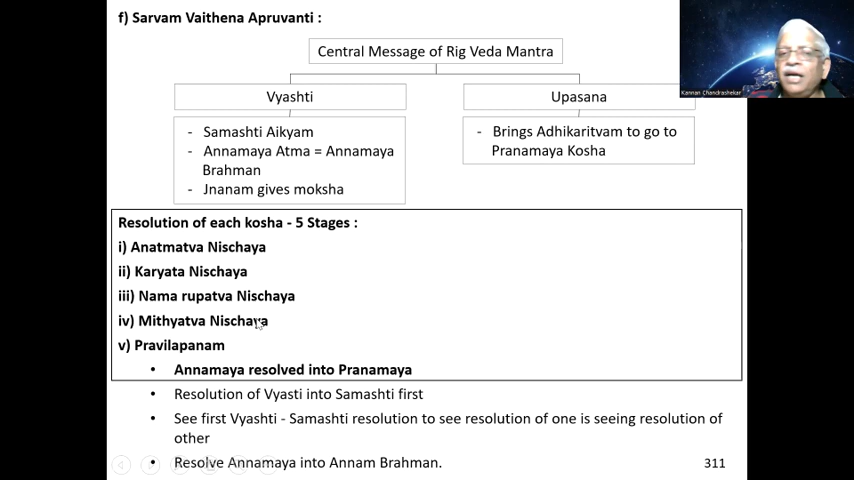 f) Sarvam Vaithena Apruvanti :
Central Message of Rig Veda Mantra
Vyashti
Upasana
- Samashti Aikyam
- Annamaya Atma = Annamaya
Brahman
- Jnanam gives moksha
- Brings Adhikaritvam to go to
Pranamaya Kosha
Kannan Chandrashekar
Resolution of each kosha - 5 Stages :
i) Anatmatva Nischaya
ii) Karyata Nischaya
iii) Nama rupatva Nischaya
iv) Mithyatva Nischaya
v) Pravilapanam
• Annamaya resolved into Pranamaya
• Resolution of Vyasti into Samashti first
• See first Vyashti - Samashti resolution to see resolution of one is seeing resolution of
other
• Resolve Annamaya into Annam Brahman.
311